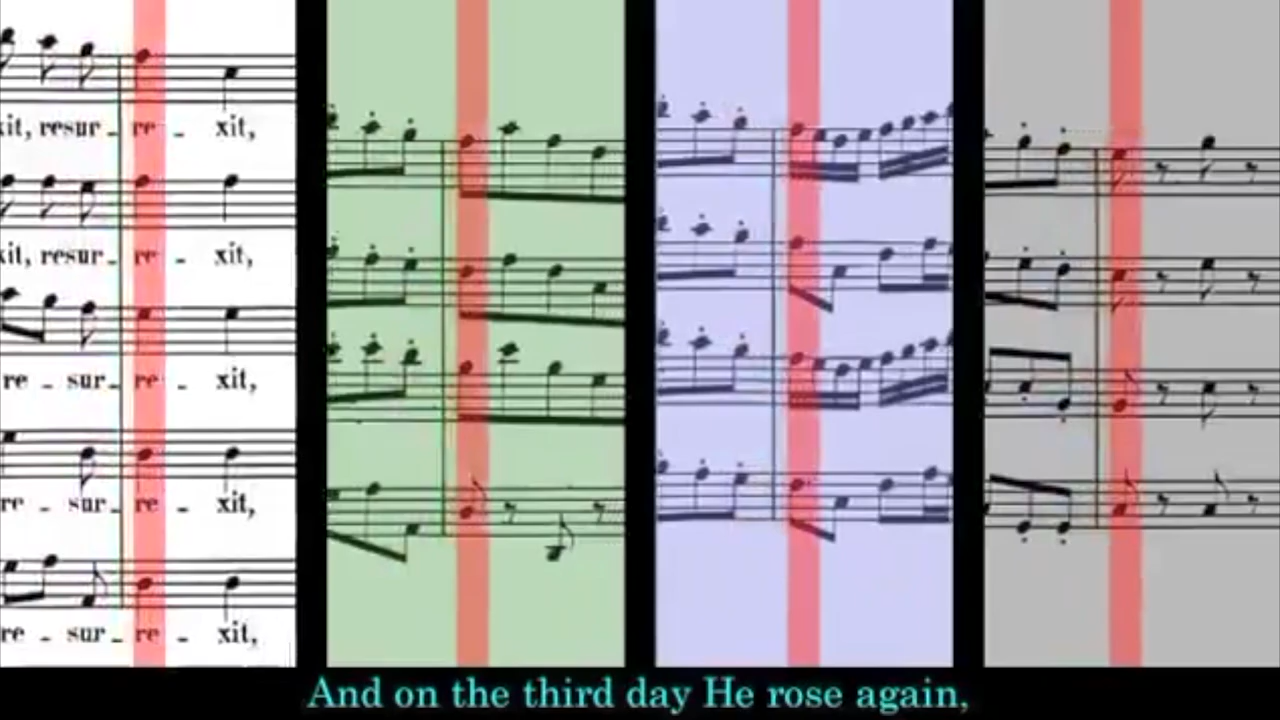 xit, resur - re - xit,
xit, resur - re - xit,
re - sur - re - xit,
re - sur - re - xit,
re - sur - re - xit,
And on the third day He rose again,